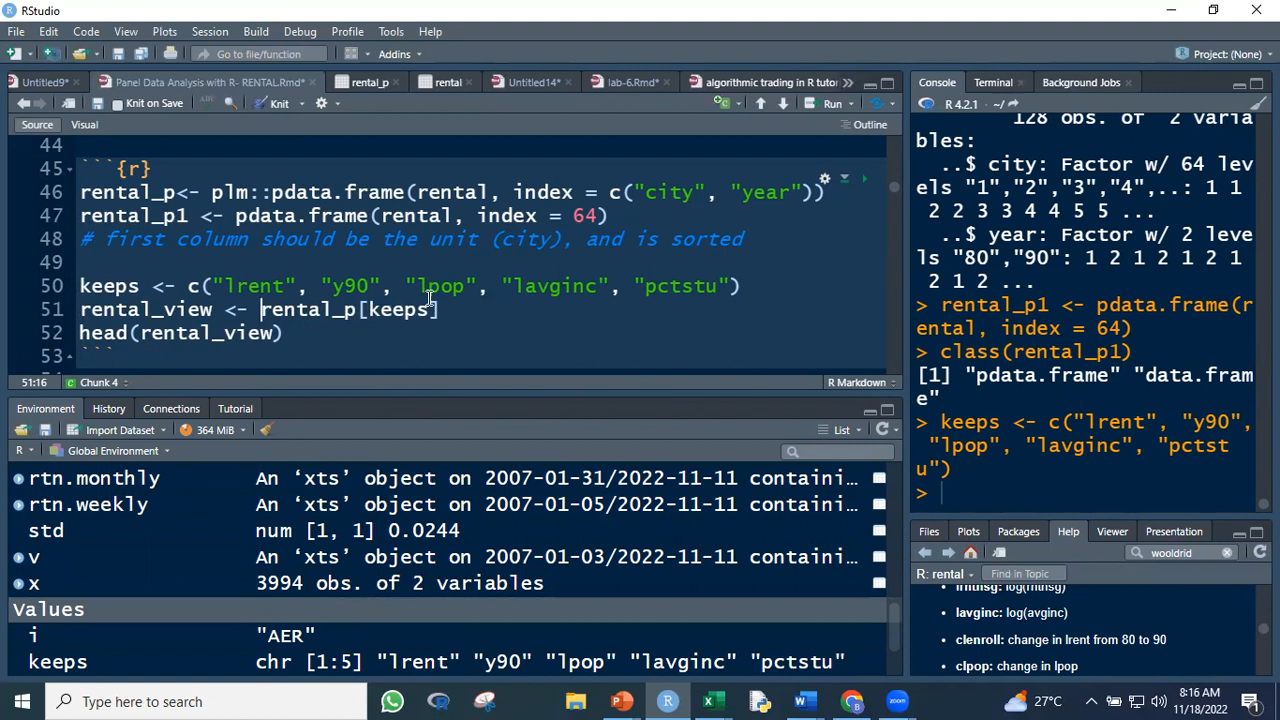 RStudio
File Edit Code View Plots Session Build Debug Profile Tools Help
Go to file/function Addins Project: (None)
Untitled9* Panel Data Analysis with R- RENTAL.Rmd* rental_p rental Untitled14* lab-6.Rmd* algorithmic trading in R tutor
Knit on Save Knit Run
Source Visual Outline
44
45 ```{r}
46 rental_p<- plm::pdata.frame(rental, index = c("city", "year"))
47 rental_p1 <- pdata.frame(rental, index = 64)
48 # first column should be the unit (city), and is sorted
49
50 keeps <- c("lrent", "y90", "lpop", "lavginc", "pctstu")
51 rental_view <- rental_p[keeps]
52 head(rental_view)
53 ```
51:16 Chunk 4 R Markdown
Environment History Connections Tutorial
Import Dataset 364 MiB List
R Global Environment
rtn.monthly An ‘xts’ object on 2007-01-31/2022-11-11 containi…
rtn.weekly An ‘xts’ object on 2007-01-05/2022-11-11 containi…
std num [1, 1] 0.0244
v An ‘xts’ object on 2007-01-03/2022-11-11 containi…
x 3994 obs. of 2 variables
Values
i "AER"
keeps chr [1:5] "lrent" "y90" "lpop" "lavginc" "pctstu"
Console Terminal Background Jobs
R 4.2.1 · ~/
128 obs. of 2 varia
bles:
..$ city: Factor w/ 64 lev
els "1","2","3","4",..: 1 1
2 2 3 3 4 4 5 5 ...
..$ year: Factor w/ 2 leve
ls "80","90": 1 2 1 2 1 2 1
2 1 2 ...
> rental_p1 <- pdata.frame(r
ental, index = 64)
> class(rental_p1)
[1] "pdata.frame" "data.fram
e"
> keeps <- c("lrent", "y90",
"lpop", "lavginc", "pctst
u")
>
Files Plots Packages Help Viewer Presentation
wooldrid
R: rental Find in Topic
lavginc: log(avginc)
clenroll: change in lrent from 80 to 90
clpop: change in lpop
Type here to search
27°C
8:16 AM
11/18/2022
1